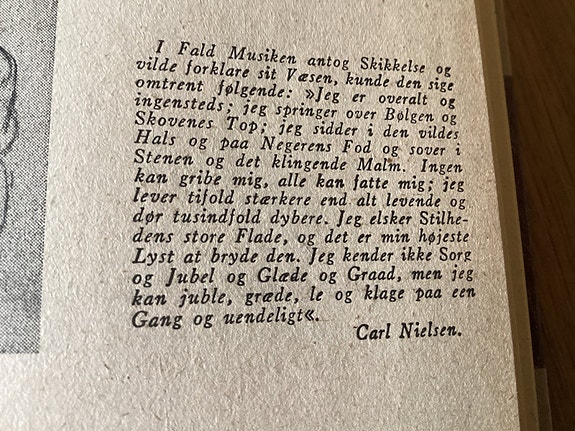 I Fald Musiken antog Skikkelse og
vilde forklare sit Væsen, kunde den sige
omtrent følgende: »Jeg er overalt og
ingensteds; jeg springer over Bølgen og
Skovenes Top; jeg sidder i den vildes
Hals og paa Negerens Fod og sover i
Stenen og det klingende Malm. Ingen
kan gribe mig, alle kan fatte mig; jeg
lever tifold stærkere end alt levende og
dør tusindfold dybere. Jeg elsker Stilhe-
dens store Flade, og det er min højeste
Lyst at bryde den. Jeg kender ikke Sorg
og Jubel og Glæde og Graad, men jeg
kan juble, græde, le og klage paa een
Gang og uendeligt«.
Carl Nielsen.